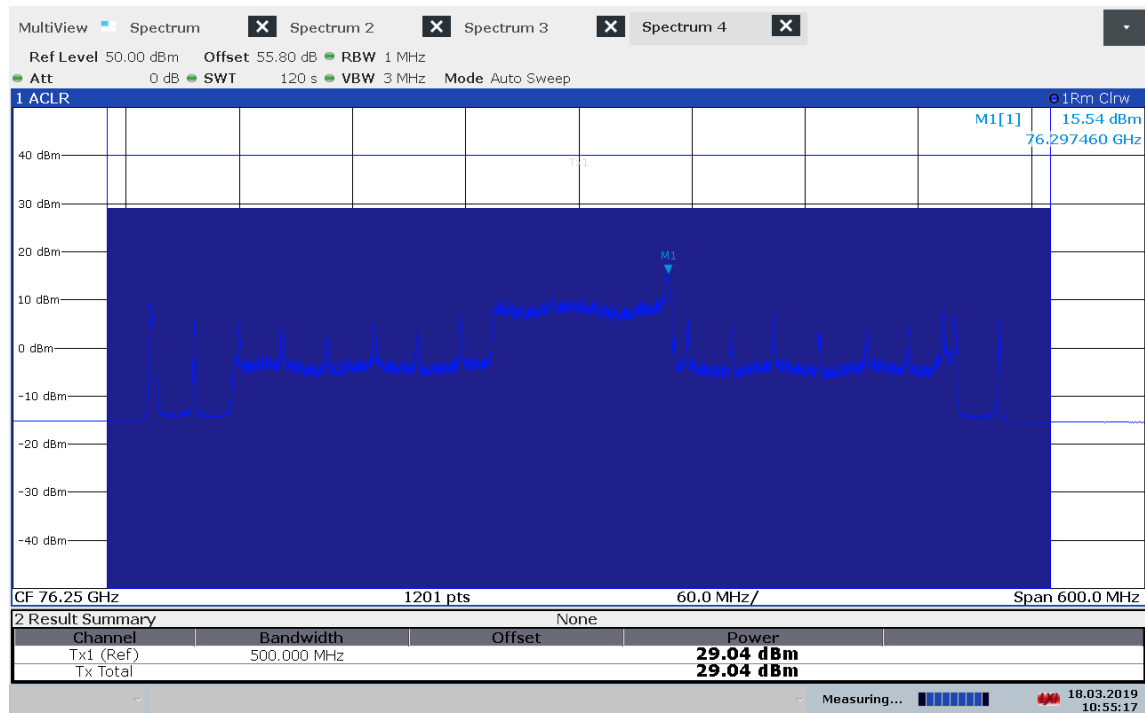 MultiView Spectrum Spectrum 2 Spectrum 3 Spectrum 4
Ref Level 50.00 dBm Offset 55.80 dB RBW 1 MHz
Att 0 dB SWT 120 s VBW 3 MHz Mode Auto Sweep
1 ACLR 1Rm Clrw
M1[1] 15.54 dBm
76.297460 GHz
40 dBm
Tx1
30 dBm
20 dBm
M1
10 dBm
0 dBm
-10 dBm
-20 dBm
-30 dBm
-40 dBm
CF 76.25 GHz 1201 pts 60.0 MHz/ Span 600.0 MHz
2 Result Summary None
Channel Bandwidth Offset Power
Tx1 (Ref) 500.000 MHz 29.04 dBm
Tx Total 29.04 dBm
Measuring... 18.03.2019
10:55:17